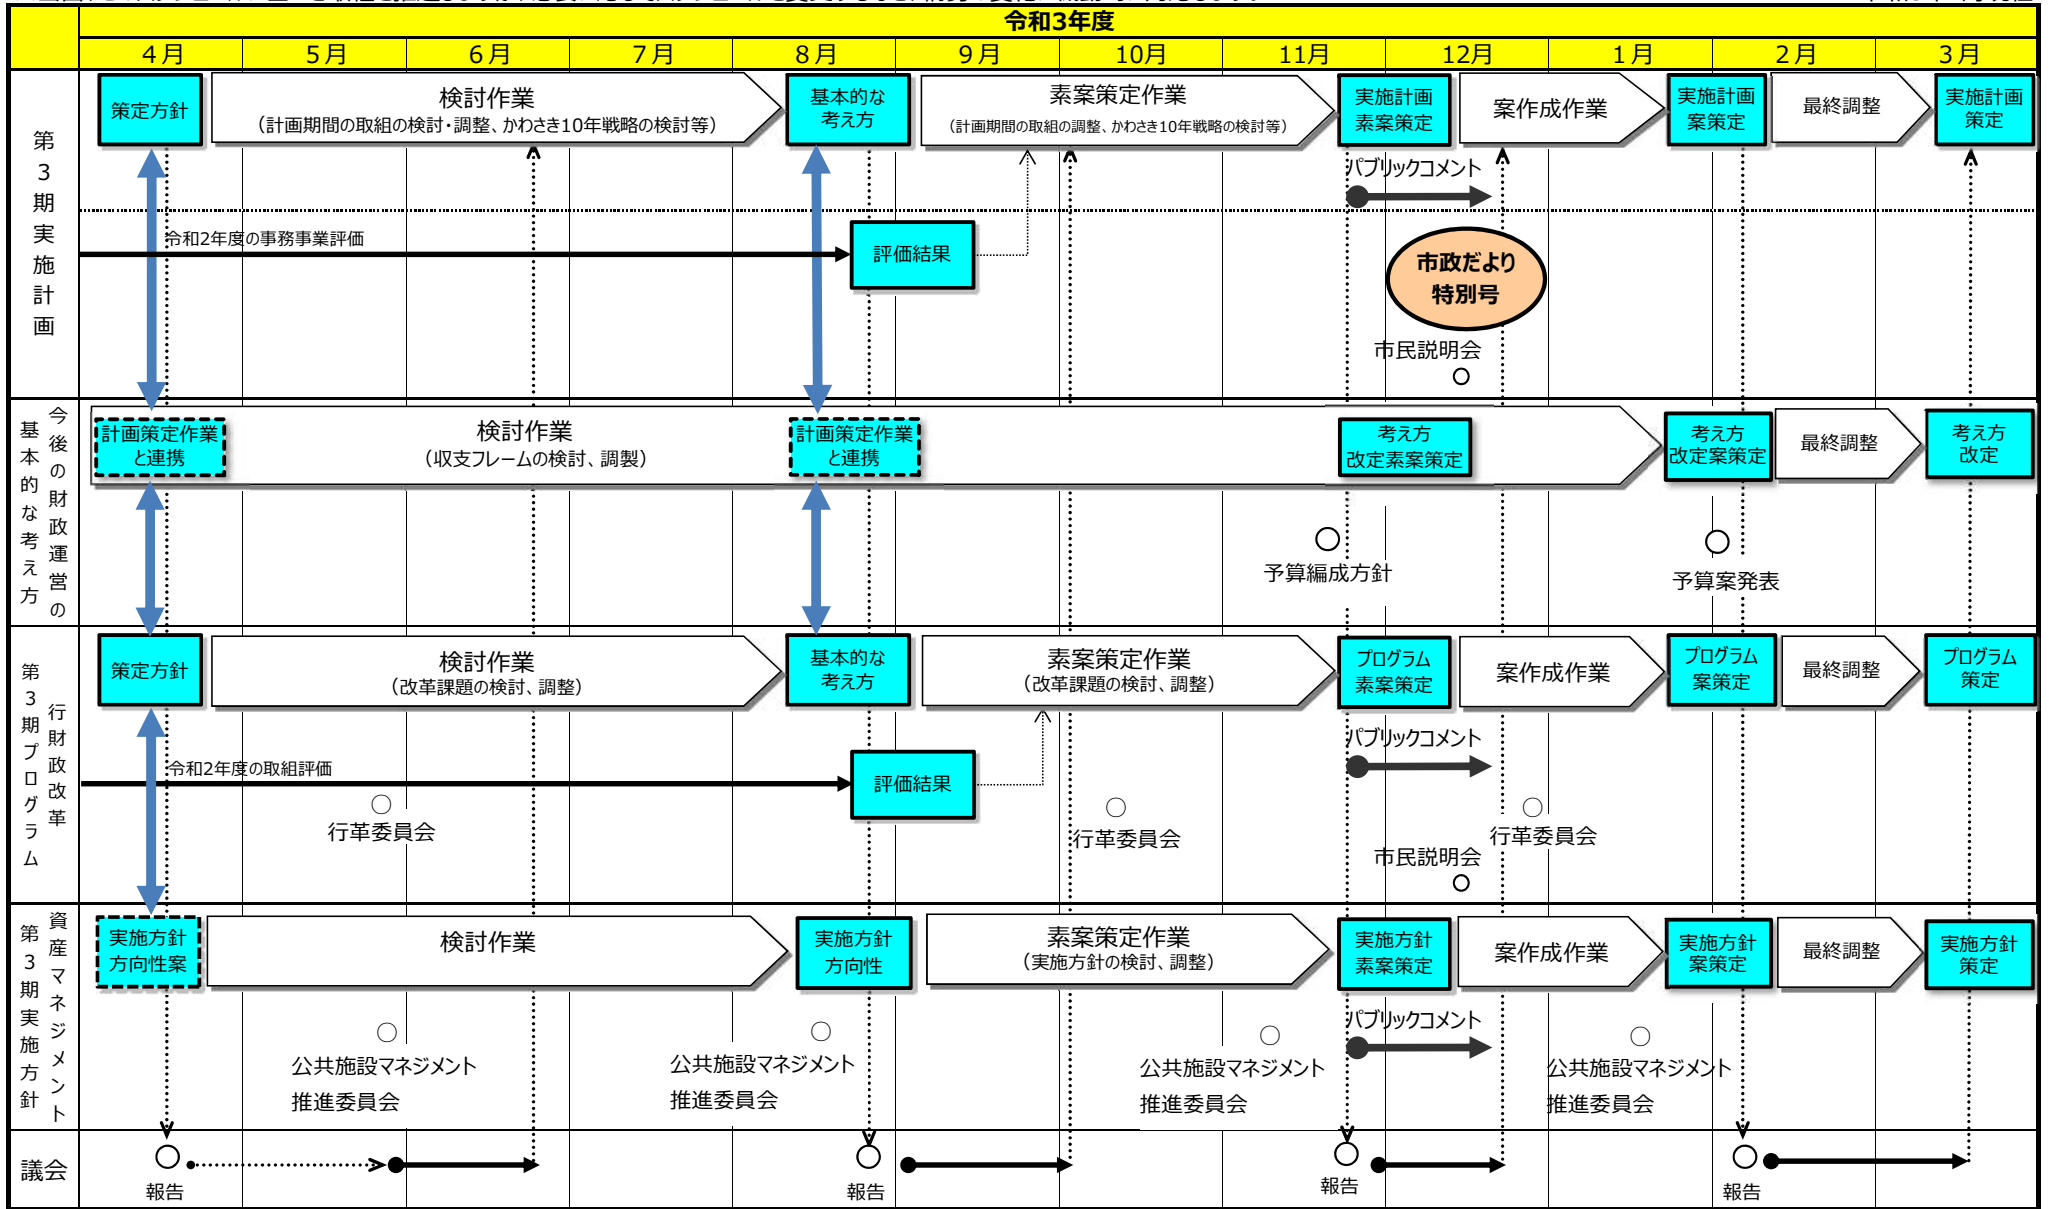 令和3年度
4月 5月 6月 7月 8月 9月 10月 11月 12月 1月 2月 3月
第3期実施計画
策定方針
検討作業
（計画期間の取組の検討・調整、かわさき10年戦略の検討等）
基本的な
考え方
素案策定作業
（計画期間の取組の調整、かわさき10年戦略の検討等）
実施計画
素案策定
案作成作業
実施計画
案策定
最終調整
実施計画
策定
パブリックコメント
令和2年度の事務事業評価
評価結果
市政だより
特別号
市民説明会
今後の財政運営の
基本的な考え方
計画策定作業
と連携
検討作業
（収支フレームの検討、調製）
計画策定作業
と連携
考え方
改定素案策定
考え方
改定案策定
最終調整
考え方
改定
予算編成方針
予算案発表
行財政改革
第3期プログラム
策定方針
検討作業
（改革課題の検討、調整）
基本的な
考え方
素案策定作業
（改革課題の検討、調整）
プログラム
素案策定
案作成作業
プログラム
案策定
最終調整
プログラム
策定
パブリックコメント
令和2年度の取組評価
評価結果
行革委員会
行革委員会
行革委員会
市民説明会
資産マネジメント
第3期実施方針
実施方針
方向性案
検討作業
実施方針
方向性
素案策定作業
（実施方針の検討、調整）
実施方針
素案策定
案作成作業
実施方針
案策定
最終調整
実施方針
策定
パブリックコメント
公共施設マネジメント
推進委員会
公共施設マネジメント
推進委員会
公共施設マネジメント
推進委員会
公共施設マネジメント
推進委員会
議会
報告
報告
報告
報告